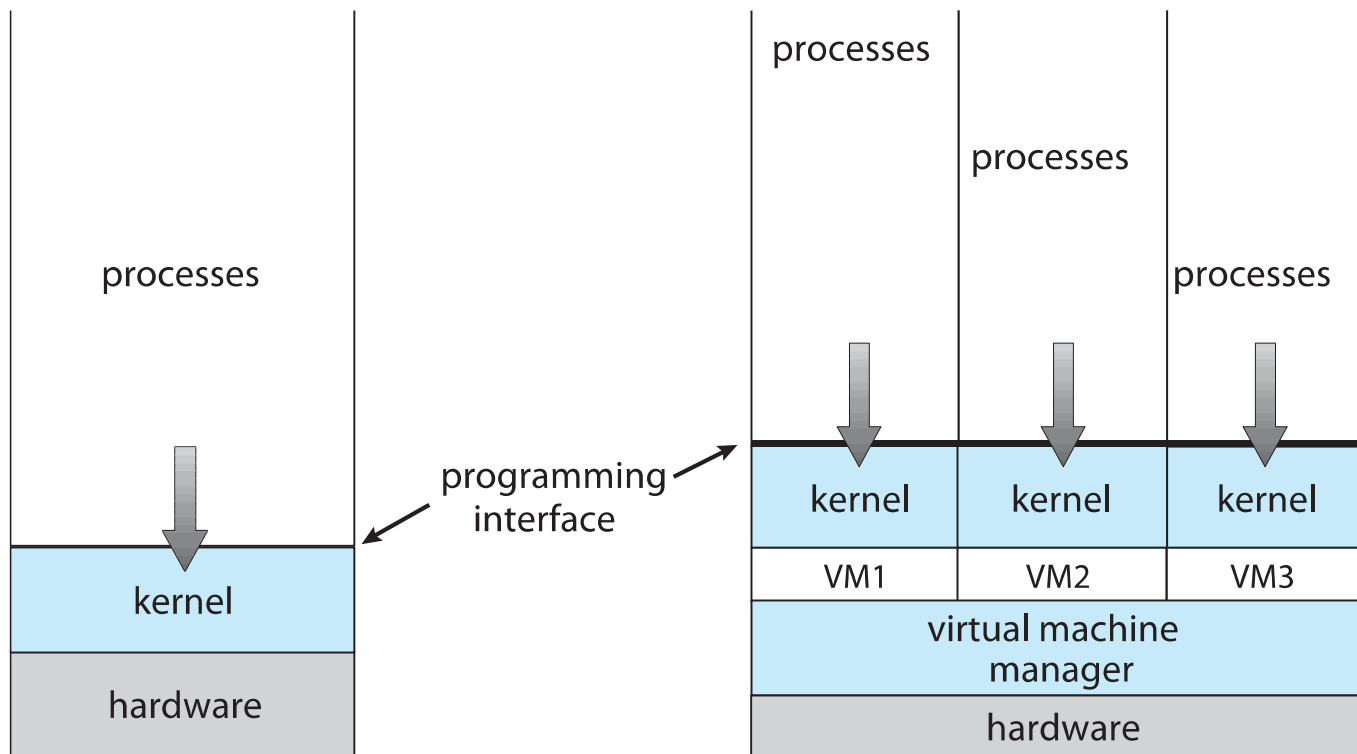 processes
programming
interface
kernel
hardware
processes
processes
processes
kernel
kernel
kernel
VM1
VM2
VM3
virtual machine
manager
hardware